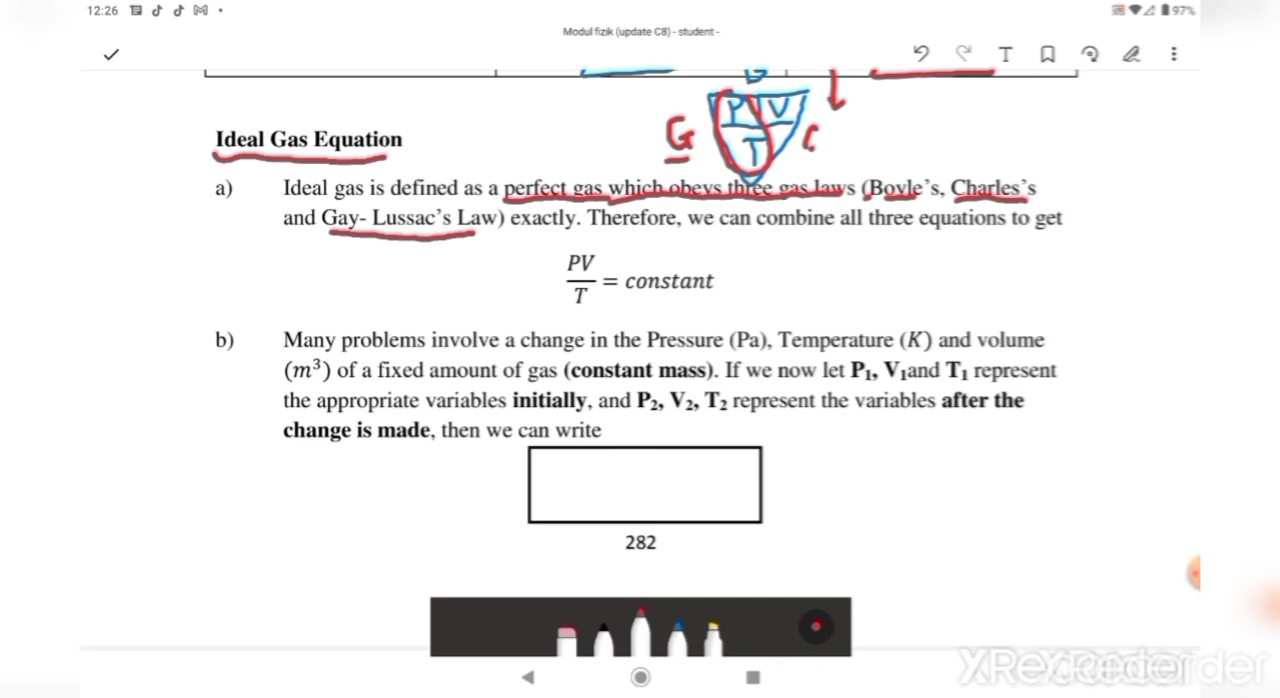 12:26
97%
Modul fizik (update C8) - student -
T
B
P V
T
G
C
Ideal Gas Equation
a) Ideal gas is defined as a perfect gas which obeys three gas laws (Boyle's, Charles's
and Gay- Lussac's Law) exactly. Therefore, we can combine all three equations to get
PV
T
= constant
b) Many problems involve a change in the Pressure (Pa), Temperature (K) and volume
(m³) of a fixed amount of gas (constant mass). If we now let P₁, V₁and T₁ represent
the appropriate variables initially, and P₂, V₂, T₂ represent the variables after the
change is made, then we can write
282